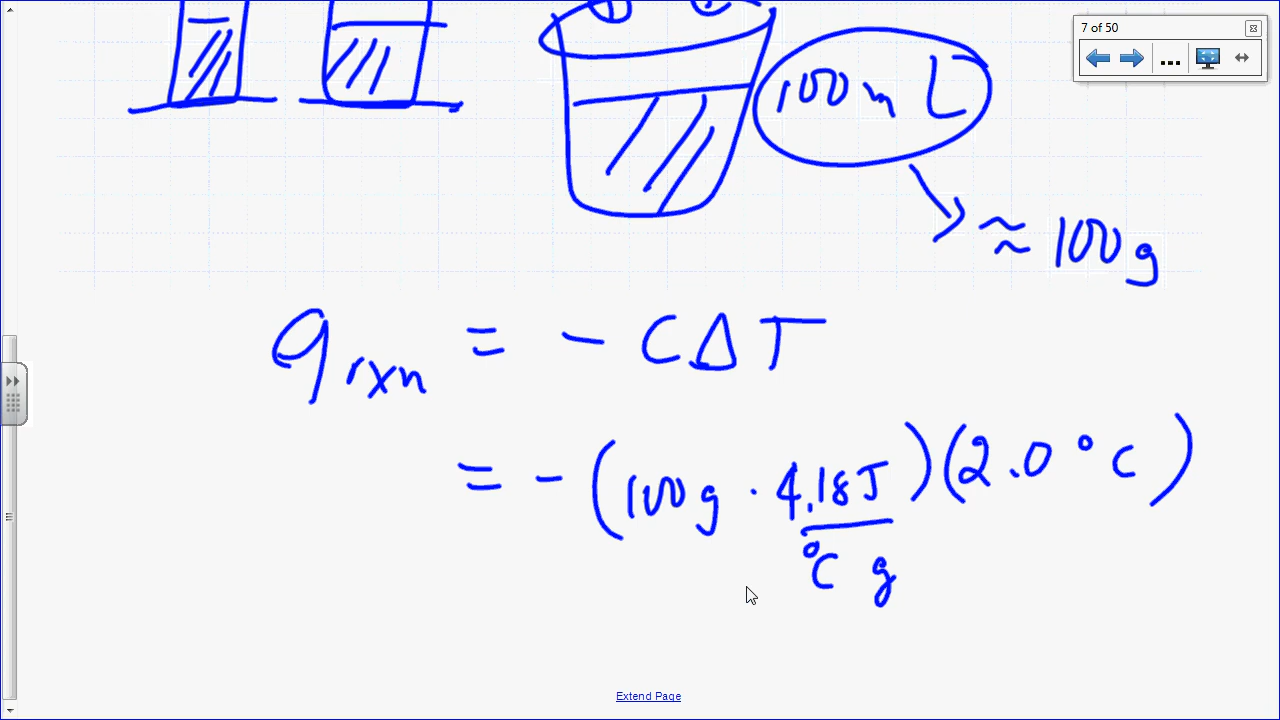 7 of 50
100 mL
≈ 100g
q rxn = - CΔT
= - (100g · 4.18J / °C g) (2.0 °C)
Extend Page